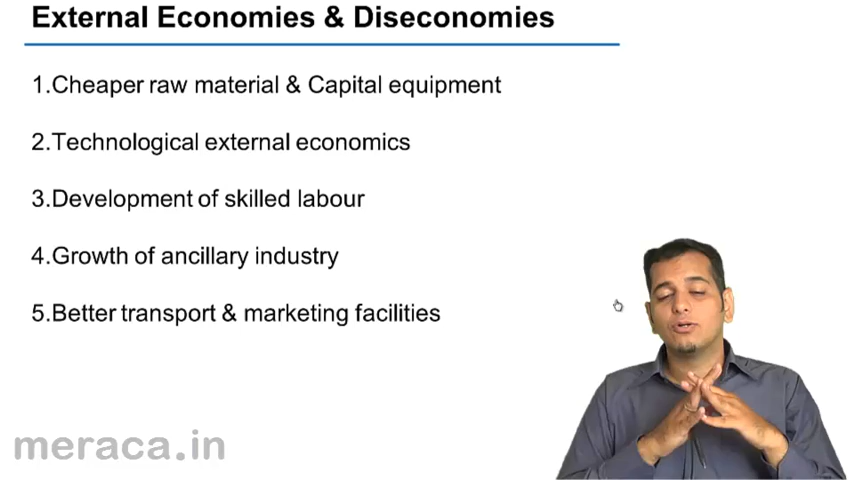 External Economies & Diseconomies
1.Cheaper raw material & Capital equipment
2.Technological external economics
3.Development of skilled labour
4.Growth of ancillary industry
5.Better transport & marketing facilities
meraca.in